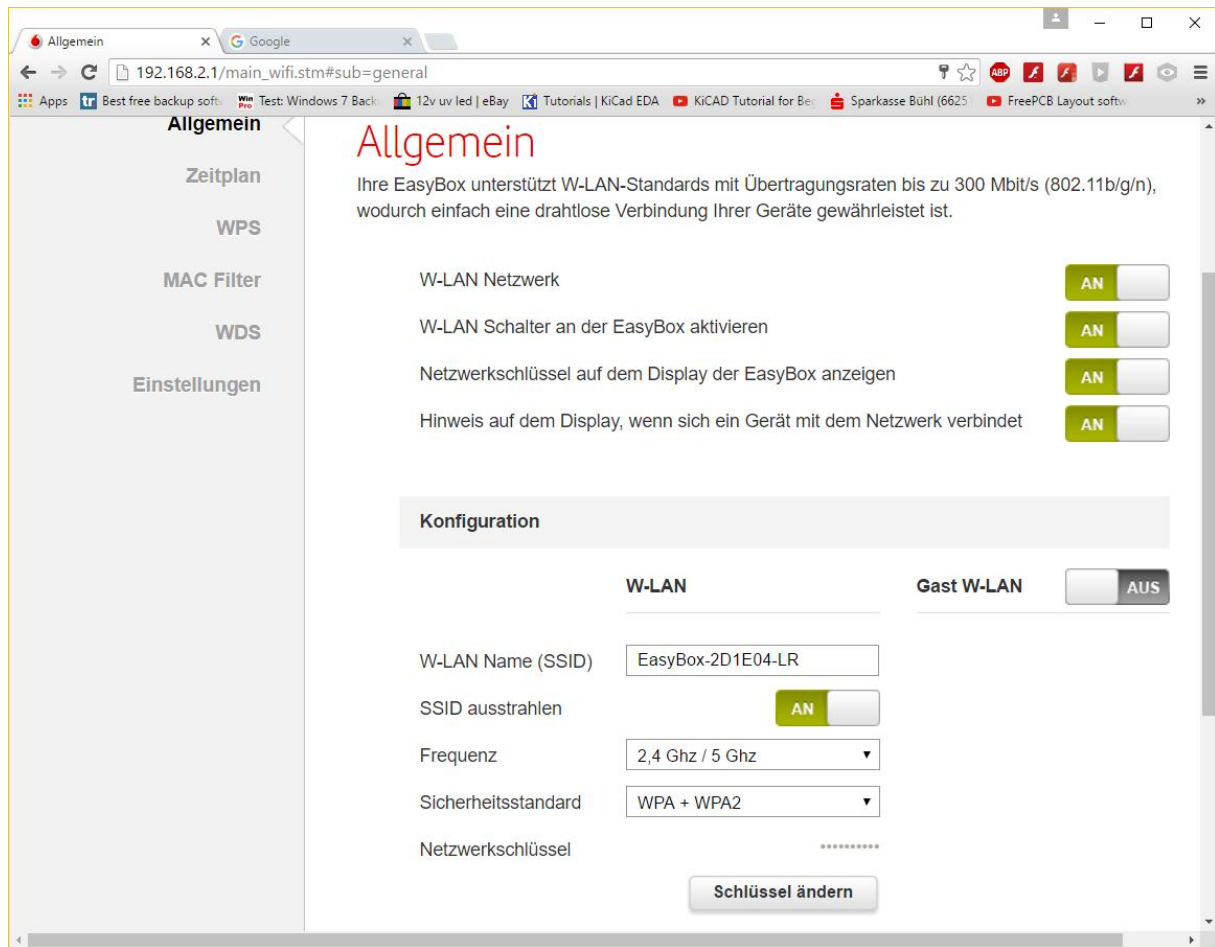 Allgemein
Google
192.168.2.1/main_wifi.stm#sub=general
ABP
Apps
tr
Best free backup soft
Win Pro
Test: Windows 7 Back
12v uv led | eBay
Ki
Tutorials | KiCad EDA
KiCAD Tutorial for Be
Sparkasse Bühl (6625
FreePCB Layout softw
»
Allgemein
Zeitplan
WPS
MAC Filter
WDS
Einstellungen
Allgemein
Ihre EasyBox unterstützt W-LAN-Standards mit Übertragungsraten bis zu 300 Mbit/s (802.11b/g/n),
wodurch einfach eine drahtlose Verbindung Ihrer Geräte gewährleistet ist.
W-LAN Netzwerk AN
W-LAN Schalter an der EasyBox aktivieren AN
Netzwerkschlüssel auf dem Display der EasyBox anzeigen AN
Hinweis auf dem Display, wenn sich ein Gerät mit dem Netzwerk verbindet AN
Konfiguration
W-LAN Gast W-LAN AUS
W-LAN Name (SSID) EasyBox-2D1E04-LR
SSID ausstrahlen AN
Frequenz 2,4 Ghz / 5 Ghz
Sicherheitsstandard WPA + WPA2
Netzwerkschlüssel ••••••••••
Schlüssel ändern